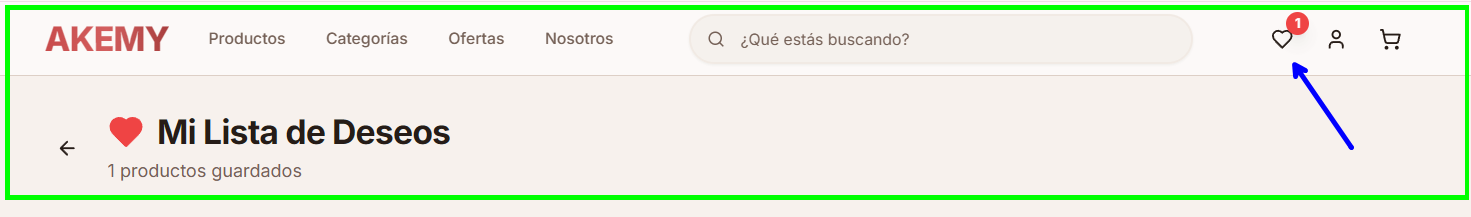 AKEMY Productos Categorías Ofertas Nosotros ¿Qué estás buscando? 1
Mi Lista de Deseos
1 productos guardados